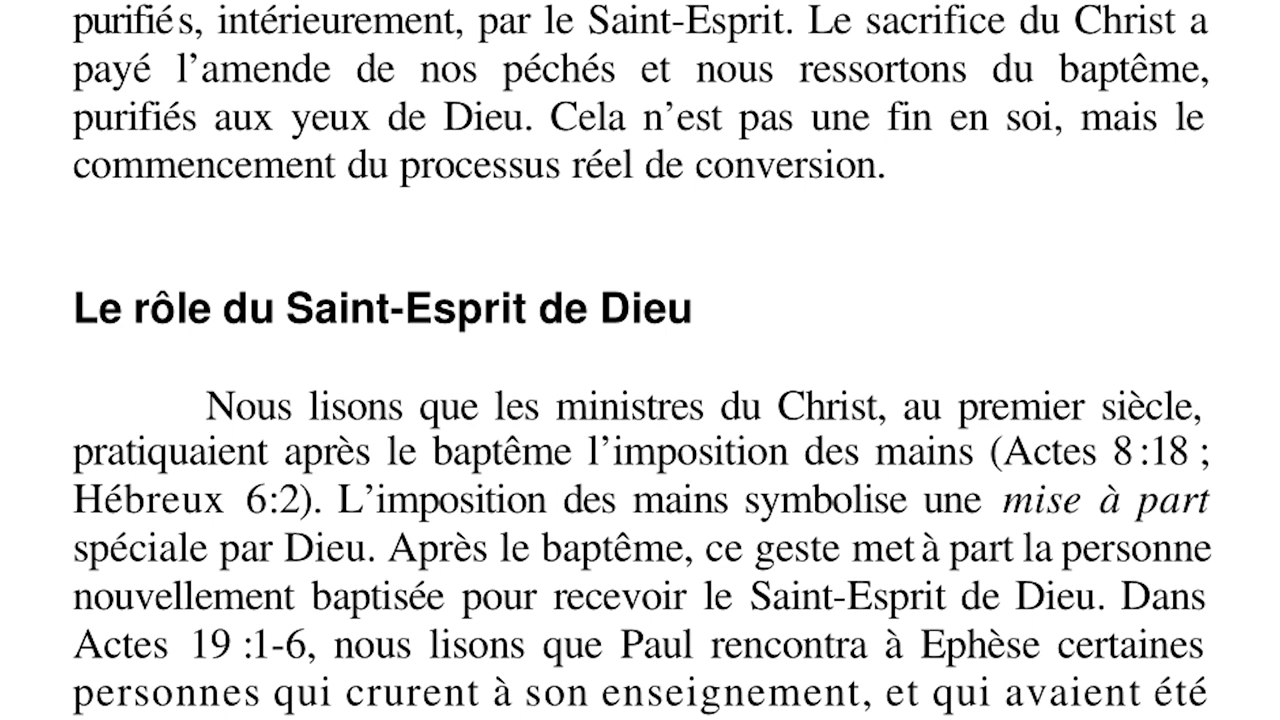 purifiés, intérieurement, par le Saint-Esprit. Le sacrifice du Christ a
payé l’amende de nos péchés et nous ressortons du baptême,
purifiés aux yeux de Dieu. Cela n’est pas une fin en soi, mais le
commencement du processus réel de conversion.
Le rôle du Saint-Esprit de Dieu
Nous lisons que les ministres du Christ, au premier siècle,
pratiquaient après le baptême l’imposition des mains (Actes 8:18 ;
Hébreux 6:2). L’imposition des mains symbolise une mise à part
spéciale par Dieu. Après le baptême, ce geste met à part la personne
nouvellement baptisée pour recevoir le Saint-Esprit de Dieu. Dans
Actes 19 :1-6, nous lisons que Paul rencontra à Ephèse certaines
personnes qui crurent à son enseignement, et qui avaient été